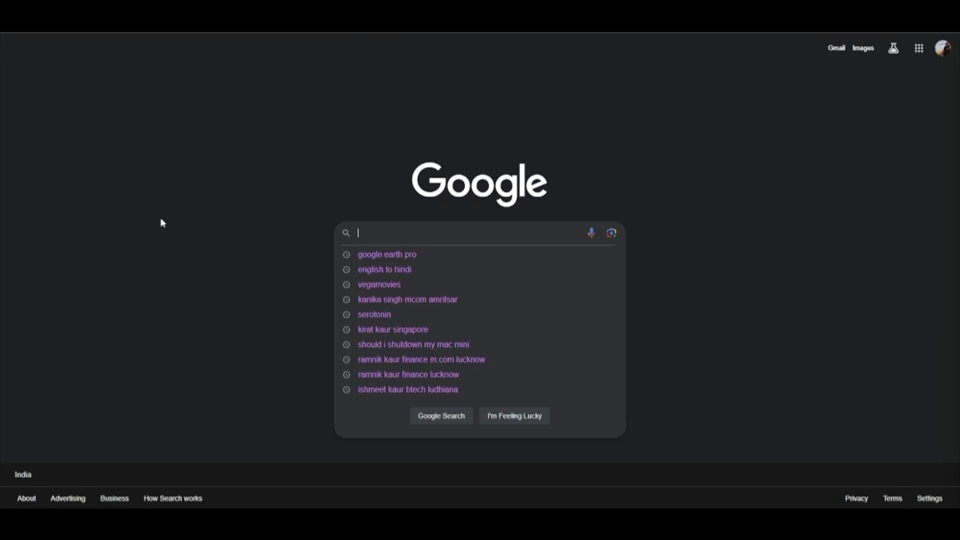 Gmail Images
Google
google earth pro
english to hindi
vegamovies
kanika singh mcom amritsar
serotonin
kirat kaur singapore
should i shutdown my mac mini
ramnik kaur finance m com lucknow
ramnik kaur finance lucknow
ishmeet kaur btech ludhiana
Google Search I'm Feeling Lucky
India
About Advertising Business How Search works Privacy Terms Settings